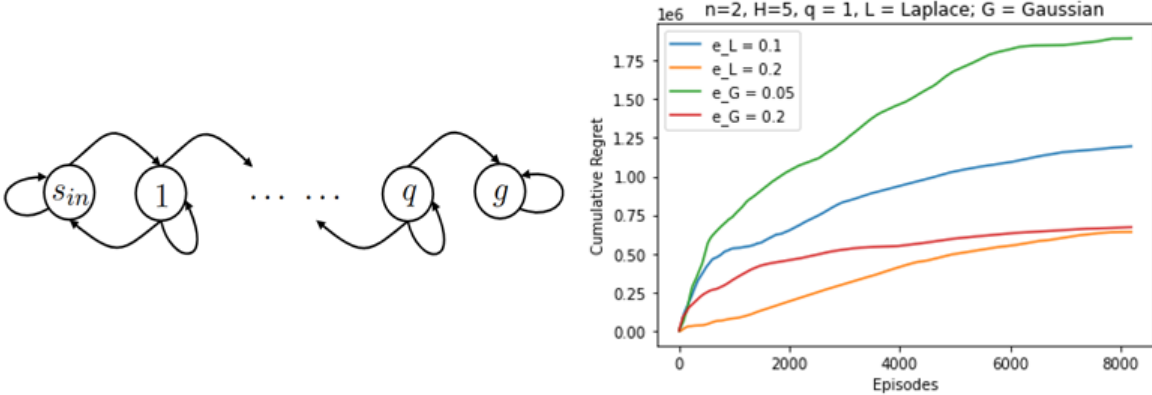 s_in
1
... ...
q
g
1e6
n=2, H=5, q = 1, L = Laplace; G = Gaussian
e_L = 0.1
e_L = 0.2
e_G = 0.05
e_G = 0.2
1.75
1.50
1.25
1.00
0.75
0.50
0.25
0.00
Cumulative Regret
0 2000 4000 6000 8000
Episodes